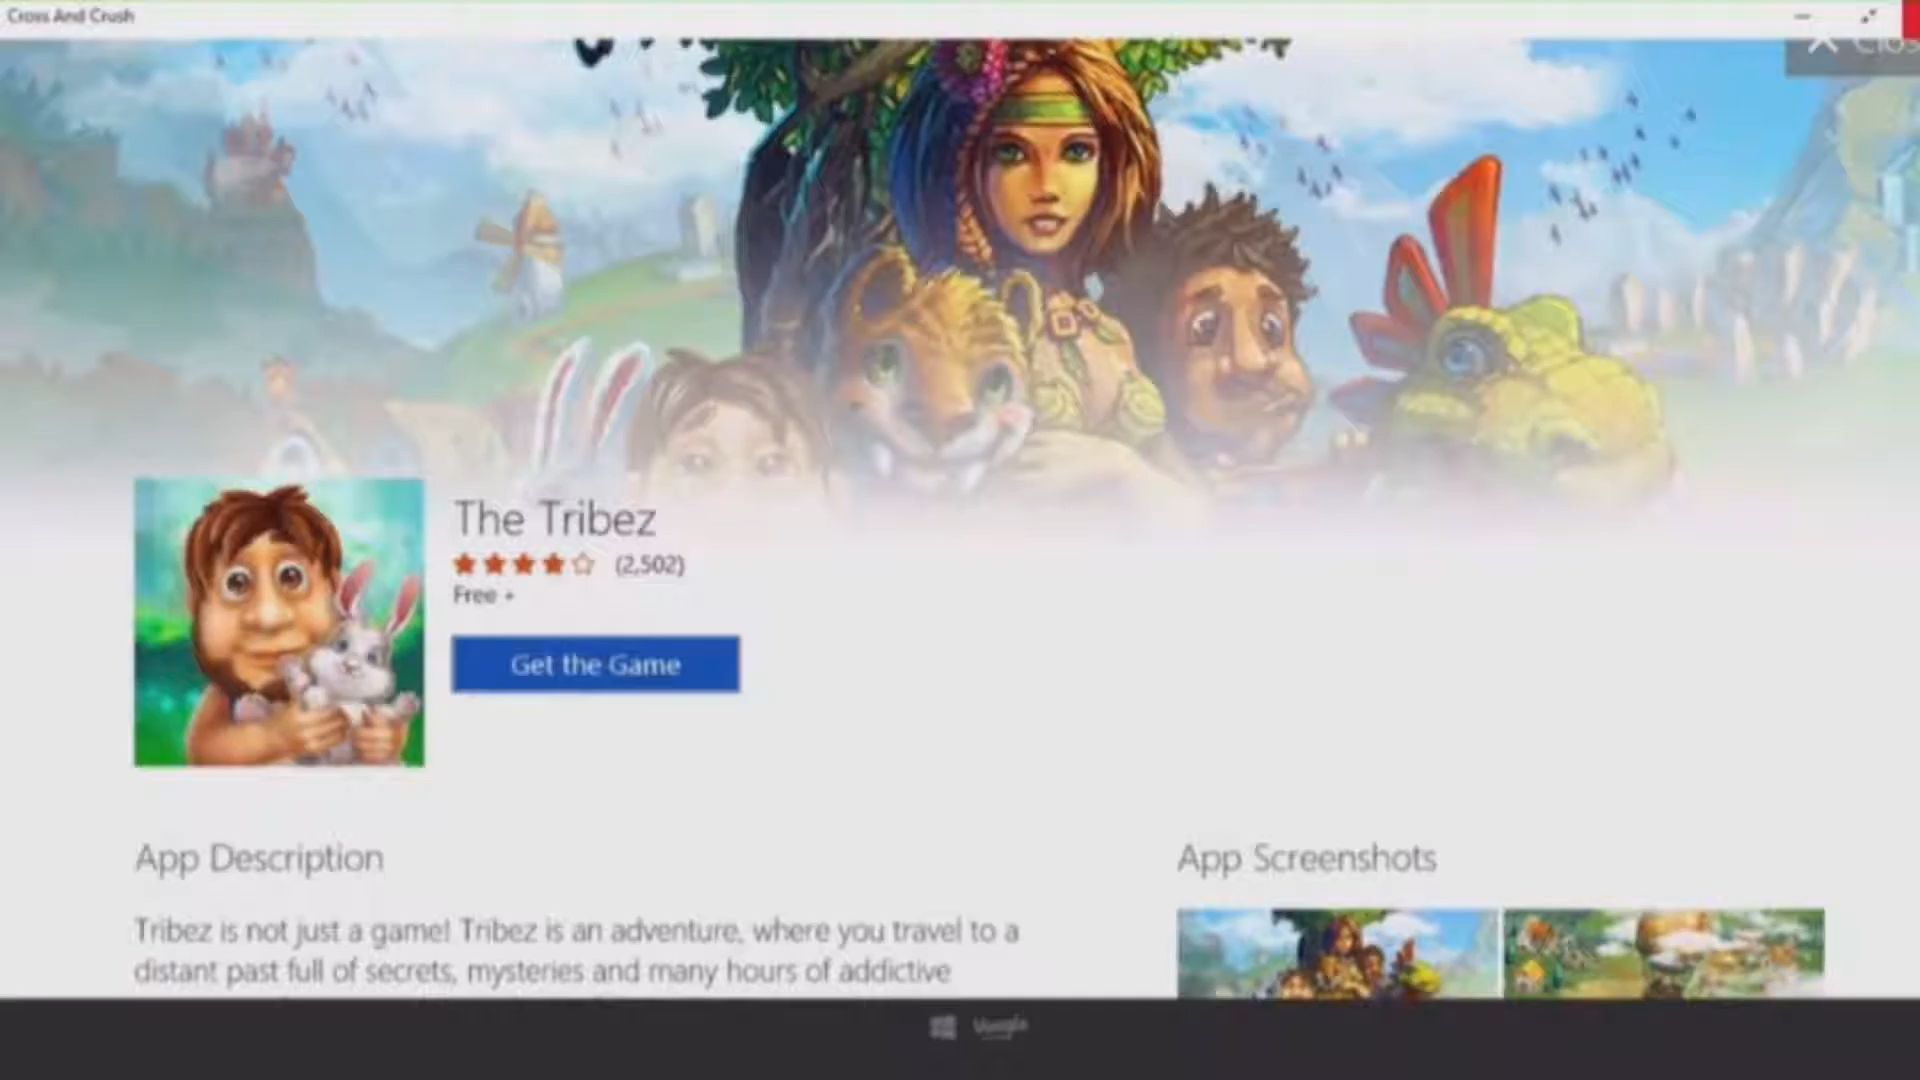 Cross And Crush
The Tribez
(2,502)
Free +
Get the Game
App Description
App Screenshots
Tribez is not just a game! Tribez is an adventure, where you travel to a
distant past full of secrets, mysteries and many hours of addictive